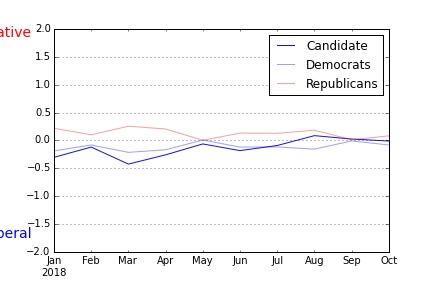 ative
beral
2.0
1.5
1.0
0.5
0.0
−0.5
−1.0
−1.5
−2.0
Jan Feb Mar Apr May Jun Jul Aug Sep Oct
2018
Candidate
Democrats
Republicans